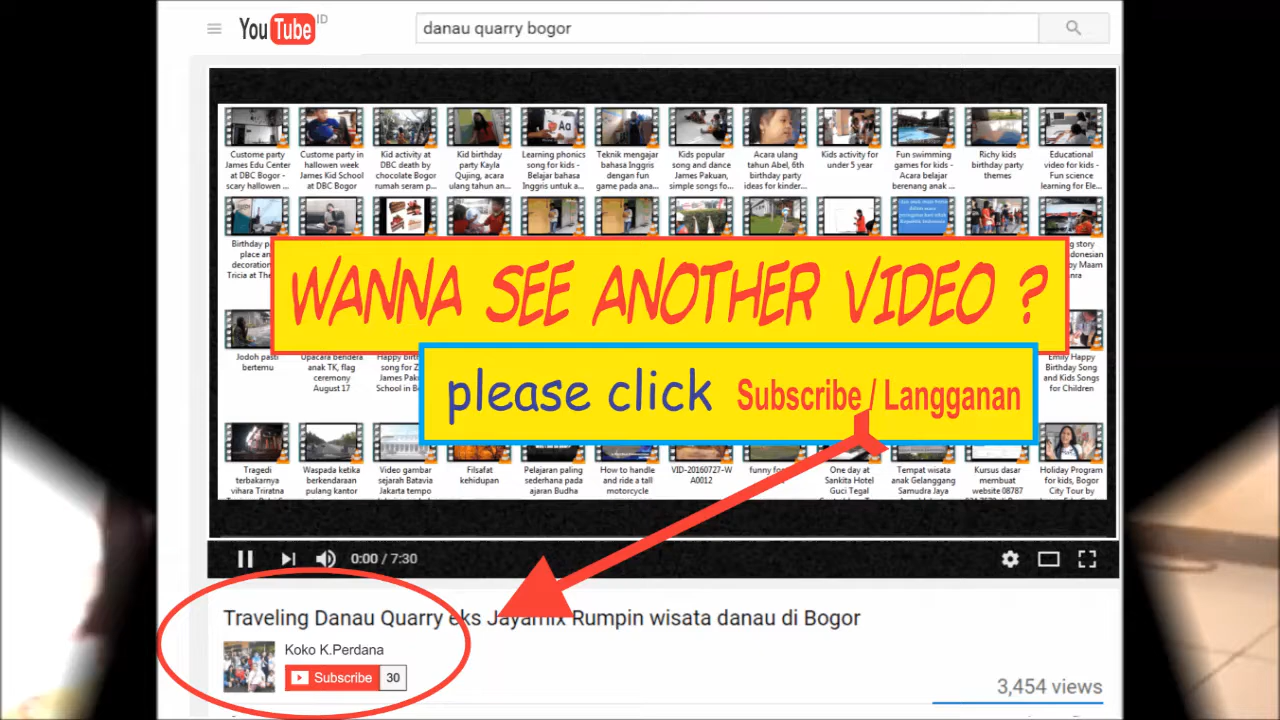 YouTube ID
danau quarry bogor
Custome party James Edu Center at DBC Bogor - scary hallowen ...
Custome party in hallowen week James Kid School at DBC Bogor
Kid activity at DBC death by chocolate Bogor rumah seram p...
Kid birthday party Kayla Qujing, acara ulang tahun an...
Learning phonics song for kids - Belajar bahasa Inggris untuk a...
Teknik mengajar bahasa Inggris dengan fun game pada ana...
Kids popular song and dance James Pakuan, simple songs fo...
Acara ulang tahun Abel, 6th birthday party ideas for kinder...
Kids activity for under 5 year
Fun swimming games for kids - Acara belajar berenang anak ...
Richy kids birthday party themes
Educational video for kids - Fun science learning for Ele...
Aa
WANNA SEE ANOTHER VIDEO ?
please click Subscribe / Langganan
Jodoh pasti bertemu
Upacara bendera anak TK, flag ceremony August 17
Emily Happy Birthday Song and Kids Songs for Children
Tragedi terbakarnya vihara Triratna
Waspada ketika berkendaraan pulang kantor
Video gambar sejarah Batavia Jakarta tempo
Filsafat kehidupan
Pelajaran paling sederhana pada ajaran Budha
How to handle and ride a tall motorcycle
VID-20160727-WA0012
funny fo
One day at Sankita Hotel Guci Tegal
Tempat wisata anak Gelanggang Samudra Jaya
Kursus dasar membuat website 08787
Holiday Program for kids, Bogor City Tour by
0:00 / 7:30
Traveling Danau Quarry eks Jayamix Rumpin wisata danau di Bogor
Koko K.Perdana
Subscribe 30
3,454 views